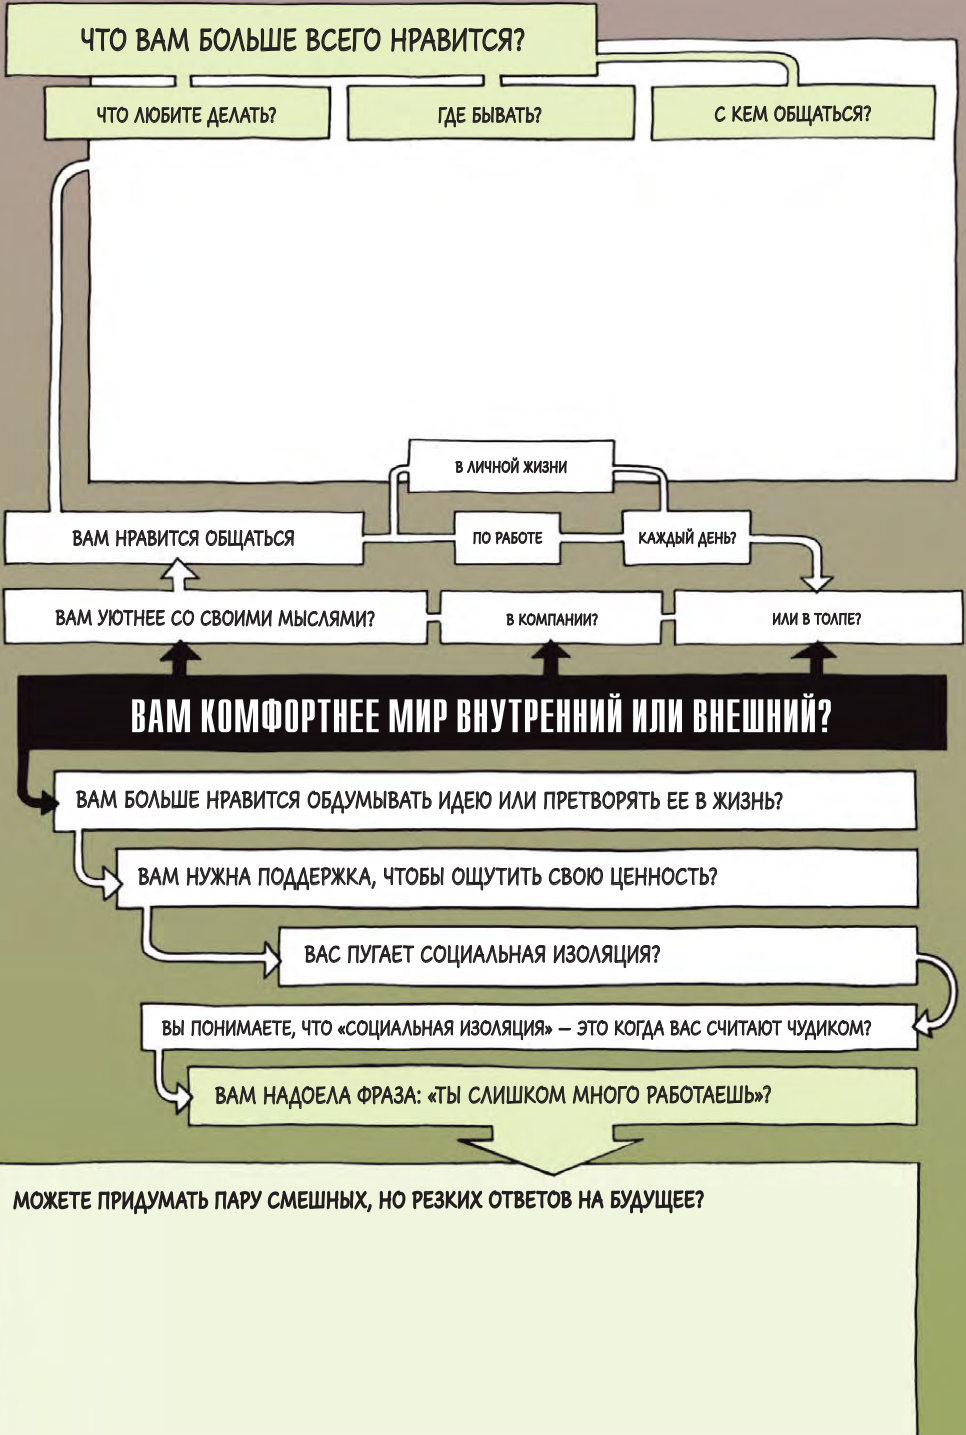 ЧТО ВАМ БОЛЬШЕ ВСЕГО НРАВИТСЯ?
ЧТО ЛЮБИТЕ ДЕЛАТЬ?
ГДЕ БЫВАТЬ?
С КЕМ ОБЩАТЬСЯ?
В ЛИЧНОЙ ЖИЗНИ
ВАМ НРАВИТСЯ ОБЩАТЬСЯ
ПО РАБОТЕ
КАЖДЫЙ ДЕНЬ?
ВАМ УЮТНЕЕ СО СВОИМИ МЫСЛЯМИ?
В КОМПАНИИ?
ИЛИ В ТОЛПЕ?
ВАМ КОМФОРТНЕЕ МИР ВНУТРЕННИЙ ИЛИ ВНЕШНИЙ?
ВАМ БОЛЬШЕ НРАВИТСЯ ОБДУМЫВАТЬ ИДЕЮ ИЛИ ПРЕТВОРЯТЬ ЕЕ В ЖИЗНЬ?
ВАМ НУЖНА ПОДДЕРЖКА, ЧТОБЫ ОЩУТИТЬ СВОЮ ЦЕННОСТЬ?
ВАС ПУГАЕТ СОЦИАЛЬНАЯ ИЗОЛЯЦИЯ?
ВЫ ПОНИМАЕТЕ, ЧТО «СОЦИАЛЬНАЯ ИЗОЛЯЦИЯ» – ЭТО КОГДА ВАС СЧИТАЮТ ЧУДИКОМ?
ВАМ НАДОЕЛА ФРАЗА: «ТЫ СЛИШКОМ МНОГО РАБОТАЕШЬ»?
МОЖЕТЕ ПРИДУМАТЬ ПАРУ СМЕШНЫХ, НО РЕЗКИХ ОТВЕТОВ НА БУДУЩЕЕ?